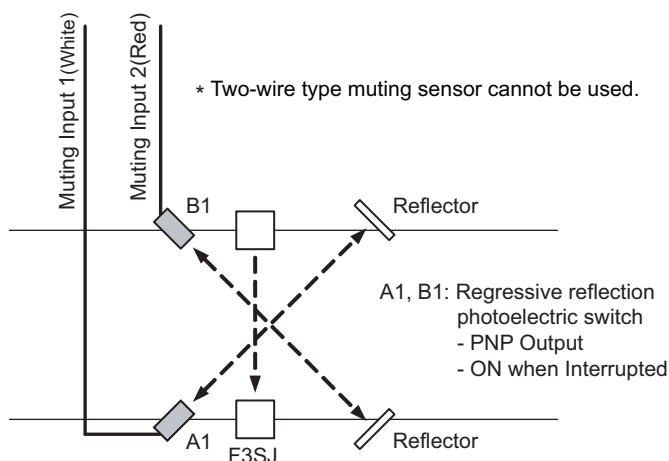 Muting Input 1(White)
Muting Input 2(Red)
* Two-wire type muting sensor cannot be used.
B1
Reflector
A1, B1: Regressive reflection
photoelectric switch
- PNP Output
- ON when Interrupted
A1
F3SJ
Reflector